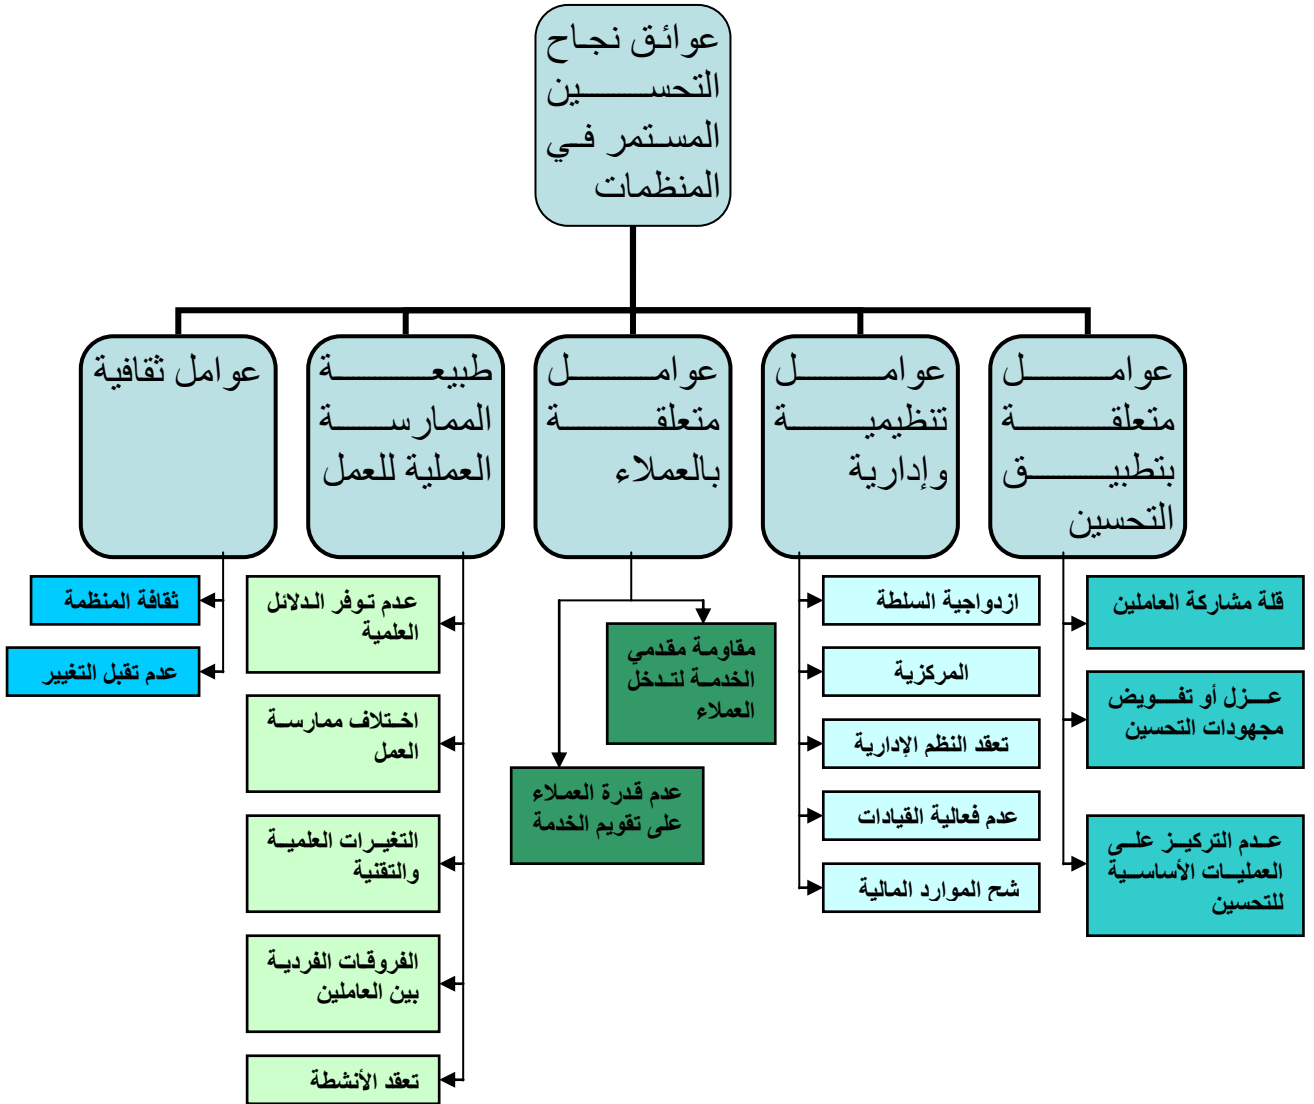 عوائق نجاح
التحسين
المستمر في
المنظمات
عوامل
متعلقة
بتطبيق
التحسين
عوامل
تنظيمية
وإدارية
عوامل
متعلقة
بالعملاء
طبيعة
الممارسة
العملية للعمل
عوامل ثقافية
قلة مشاركة العاملين
عزل أو تفويض
مجهودات التحسين
عدم التركيز على
العمليات الأساسية
للتحسين
ازدواجية السلطة
المركزية
تعقد النظم الإدارية
عدم فعالية القيادات
شح الموارد المالية
مقاومة مقدمي
الخدمة لتدخل
العملاء
عدم قدرة العملاء
على تقويم الخدمة
عدم توفر الدلائل
العلمية
اختلاف ممارسة
العمل
التغيرات العلمية
والتقنية
الفروقات الفردية
بين العاملين
تعقد الأنشطة
ثقافة المنظمة
عدم تقبل التغيير